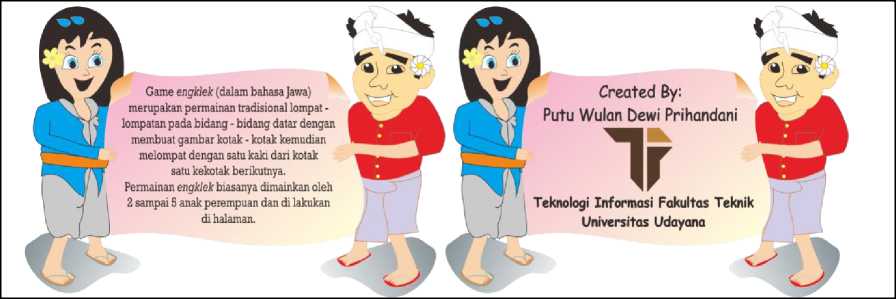 Game engklek (dalam bahasa Jawa)
merupakan permainan tradisional lompat -
lompatan pada bidang - bidang datar dengan
membuat gambar kotak - kotak kemudian
melompat dengan satu kaki dari kotak
satu kekotak berikutnya.
Permainan engklek biasanya dimainkan oleh
2 sampai 5 anak perempuan dan di lakukan
di halaman.
Created By:
Putu Wulan Dewi Prihandani
Teknologi Informasi Fakultas Teknik
Universitas Udayana